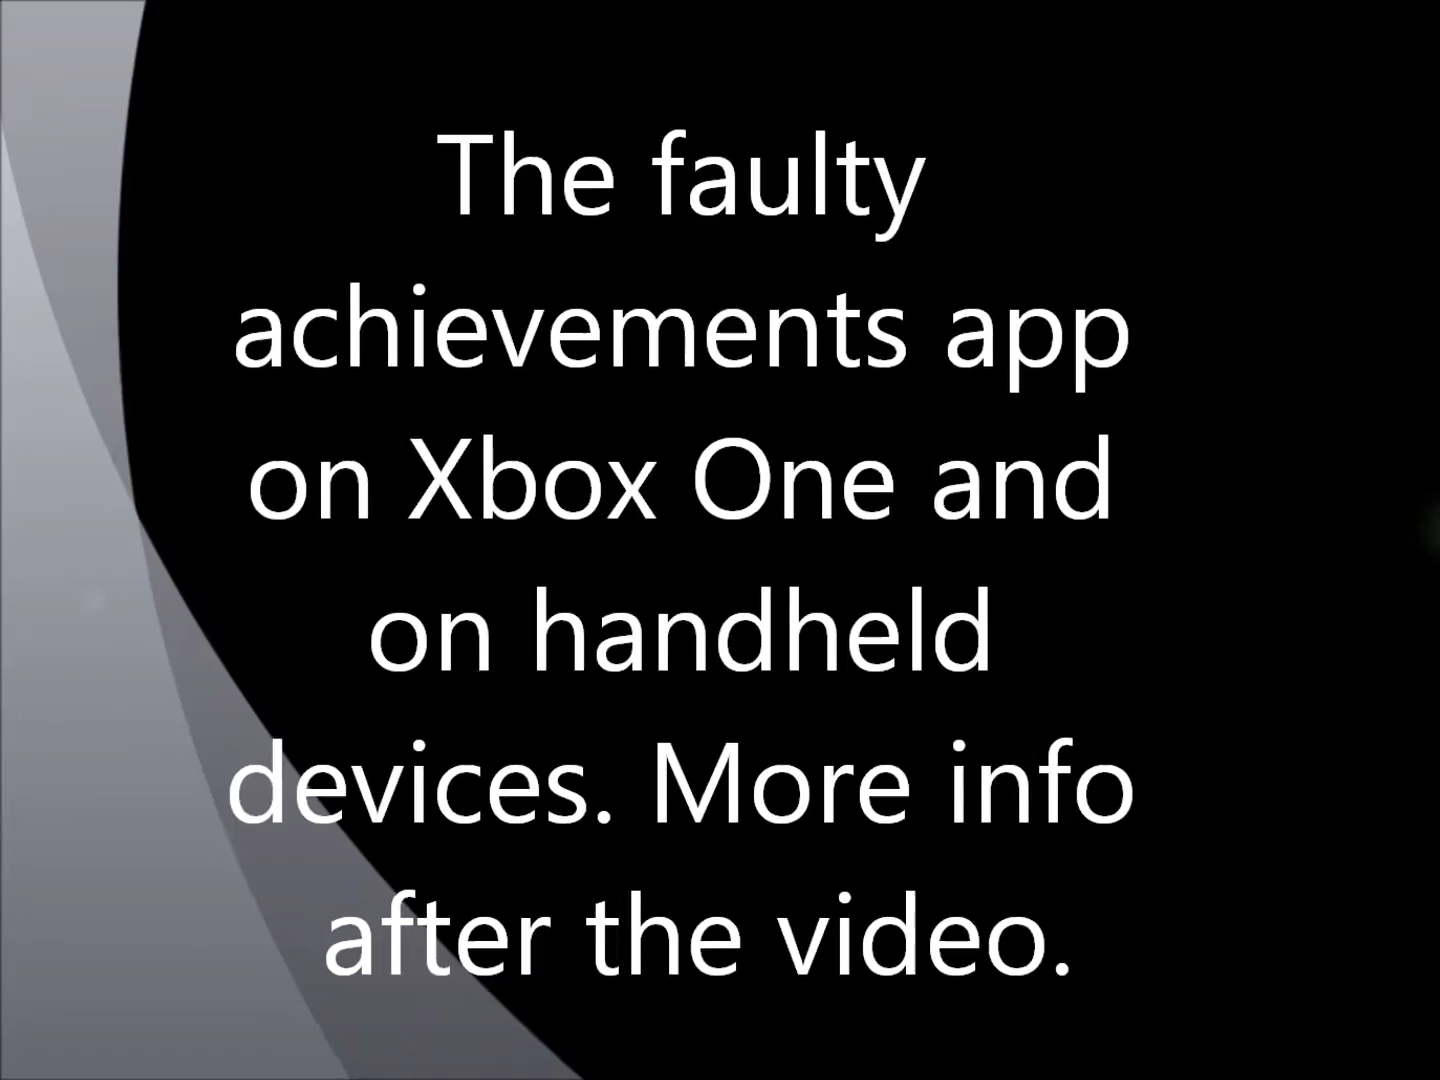 The faulty
achievements app
on Xbox One and
on handheld
devices. More info
after the video.